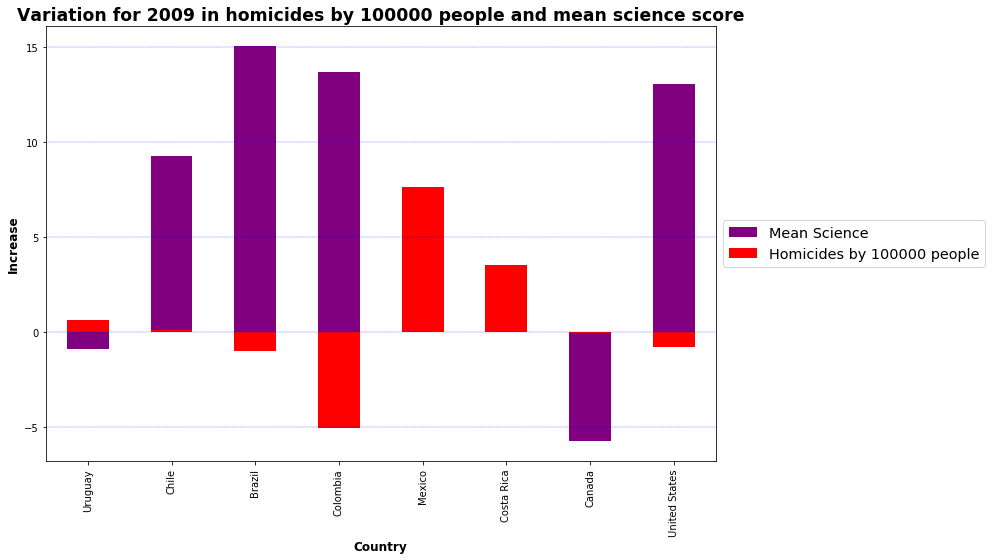 Variation for 2009 in homicides by 100000 people and mean science score
Increase
15
10
5
0
−5
Uruguay
Chile
Brazil
Colombia
Mexico
Costa Rica
Canada
United States
Country
Mean Science
Homicides by 100000 people